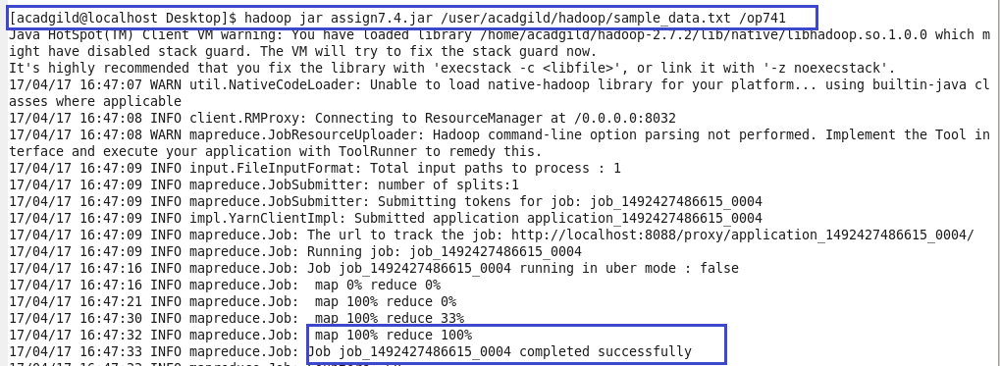 [acadgild@localhost Desktop]$ hadoop jar assign7.4.jar /user/acadgild/hadoop/sample_data.txt /op741
Java HotSpot(TM) Client VM warning: You have loaded library /home/acadgild/hadoop-2.7.2/lib/native/libhadoop.so.1.0.0 which m
ight have disabled stack guard. The VM will try to fix the stack guard now.
It's highly recommended that you fix the library with 'execstack -c <libfile>', or link it with '-z noexecstack'.
17/04/17 16:47:07 WARN util.NativeCodeLoader: Unable to load native-hadoop library for your platform... using builtin-java cl
asses where applicable
17/04/17 16:47:08 INFO client.RMProxy: Connecting to ResourceManager at /0.0.0.0:8032
17/04/17 16:47:08 WARN mapreduce.JobResourceUploader: Hadoop command-line option parsing not performed. Implement the Tool in
terface and execute your application with ToolRunner to remedy this.
17/04/17 16:47:09 INFO input.FileInputFormat: Total input paths to process : 1
17/04/17 16:47:09 INFO mapreduce.JobSubmitter: number of splits:1
17/04/17 16:47:09 INFO mapreduce.JobSubmitter: Submitting tokens for job: job_1492427486615_0004
17/04/17 16:47:09 INFO impl.YarnClientImpl: Submitted application application_1492427486615_0004
17/04/17 16:47:09 INFO mapreduce.Job: The url to track the job: http://localhost:8088/proxy/application_1492427486615_0004/
17/04/17 16:47:09 INFO mapreduce.Job: Running job: job_1492427486615_0004
17/04/17 16:47:16 INFO mapreduce.Job: Job job_1492427486615_0004 running in uber mode : false
17/04/17 16:47:16 INFO mapreduce.Job:  map 0% reduce 0%
17/04/17 16:47:21 INFO mapreduce.Job:  map 100% reduce 0%
17/04/17 16:47:30 INFO mapreduce.Job:  map 100% reduce 33%
17/04/17 16:47:32 INFO mapreduce.Job:  map 100% reduce 100%
17/04/17 16:47:33 INFO mapreduce.Job: Job job_1492427486615_0004 completed successfully